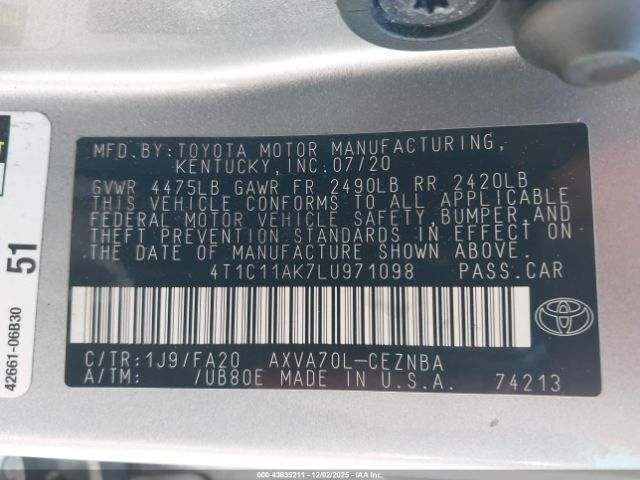 MFD.BY:TOYOTA MOTOR MANUFACTURING,
KENTUCKY,INC.07/20
GVWR 4475LB GAWR FR 2490LB RR 2420LB
THIS VEHICLE CONFORMS TO ALL APPLICABLE
FEDERAL MOTOR VEHICLE SAFETY,BUMPER,AND
THEFT PREVENTION STANDARDS IN EFFECT ON
THE DATE OF MANUFACTURE SHOWN ABOVE.
4T1C11AK7LU971098 PASS.CAR
C/TR:1J9/FA20 AXVA70L-CEZNBA
A/TM: /UB80E MADE IN U.S.A. 74213
42661-06B30
51
000-43839211 - 12/02/2025 - IAAI.COM